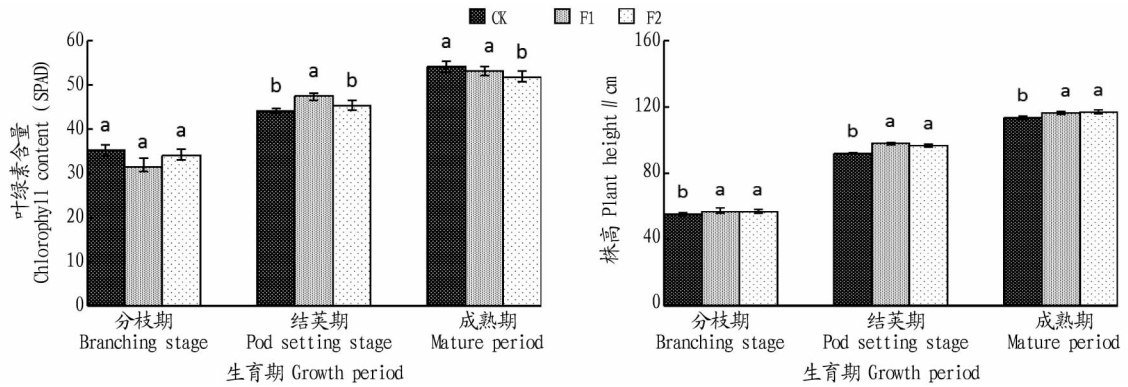 CK F1 F2
叶绿素含量
Chlorophyll content (SPAD)
60
50
40
30
20
10
0
a a a
b a b
a a b
分枝期 结荚期 成熟期
Branching stage Pod setting stage Mature period
生育期 Growth period
株高 Plant height∥cm
160
120
80
40
0
b a a
b a a
b a a
分枝期 结荚期 成熟期
Branching stage Pod setting stage Mature period
生育期 Growth period